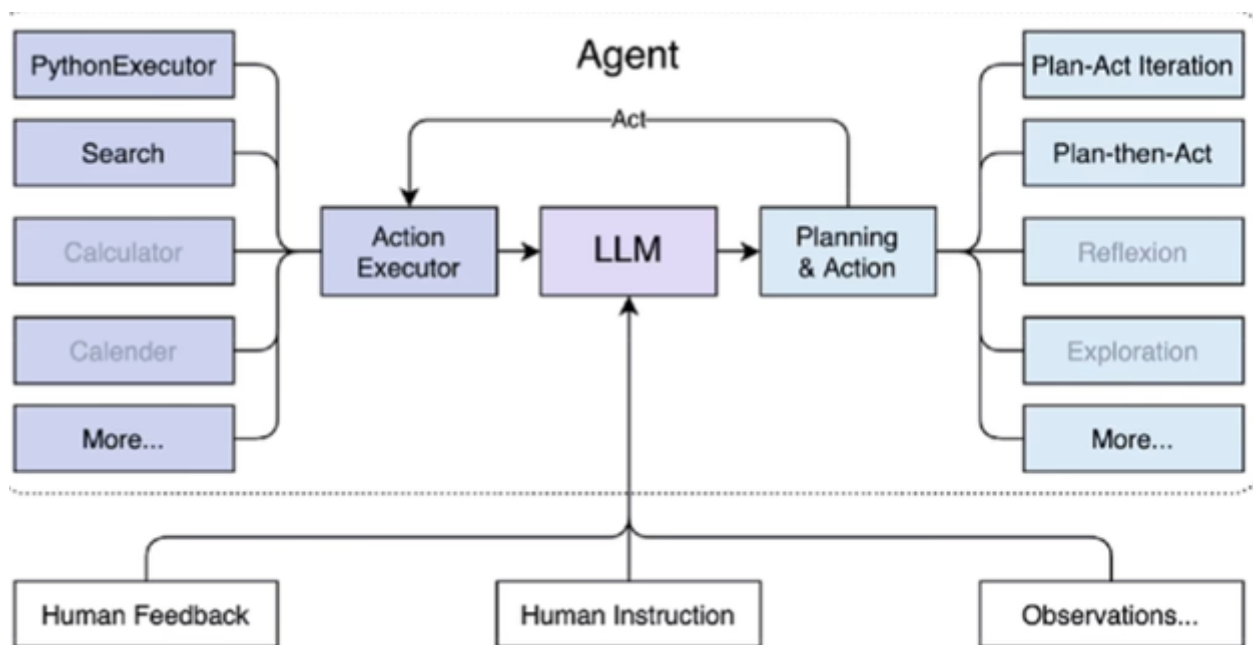 Agent
PythonExecutor
Search
Calculator
Calender
More...
Act
Action
Executor
LLM
Planning
& Action
Plan-Act Iteration
Plan-then-Act
Reflexion
Exploration
More...
Human Feedback
Human Instruction
Observations...